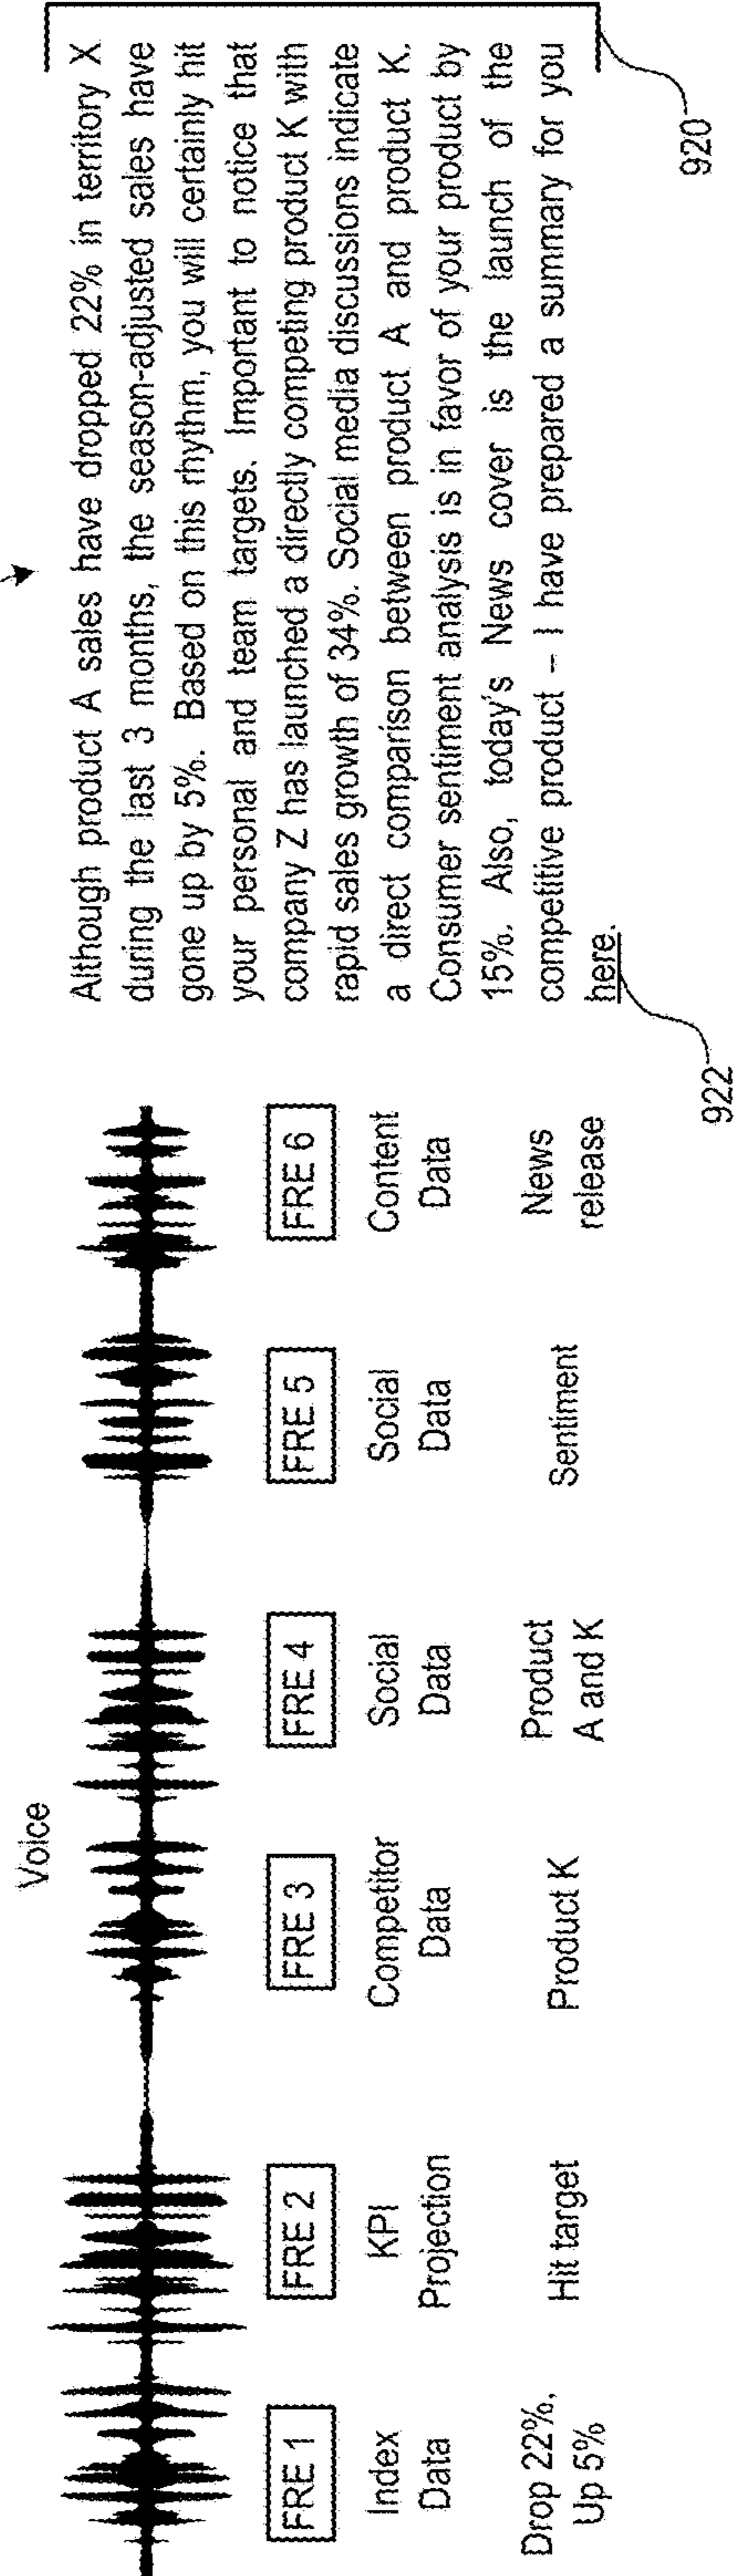 Voice
FRE 1
FRE 2
FRE 3
FRE 4
FRE 5
FRE 6
Index
Data
KPI
Projection
Competitor
Data
Social
Data
Social
Data
Content
Data
Drop 22%,
Up 5%
Hit target
Product K
Product
A and K
Sentiment
News
release
Although product A sales have dropped 22% in territory X
during the last 3 months, the season-adjusted sales have
gone up by 5%. Based on this rhythm, you will certainly hit
your personal and team targets. Important to notice that
company Z has launched a directly competing product K with
rapid sales growth of 34%. Social media discussions indicate
a direct comparison between product A and product K.
Consumer sentiment analysis is in favor of your product by
15%. Also, today's News cover is the launch of the
competitive product – I have prepared a summary for you
here.
922
920